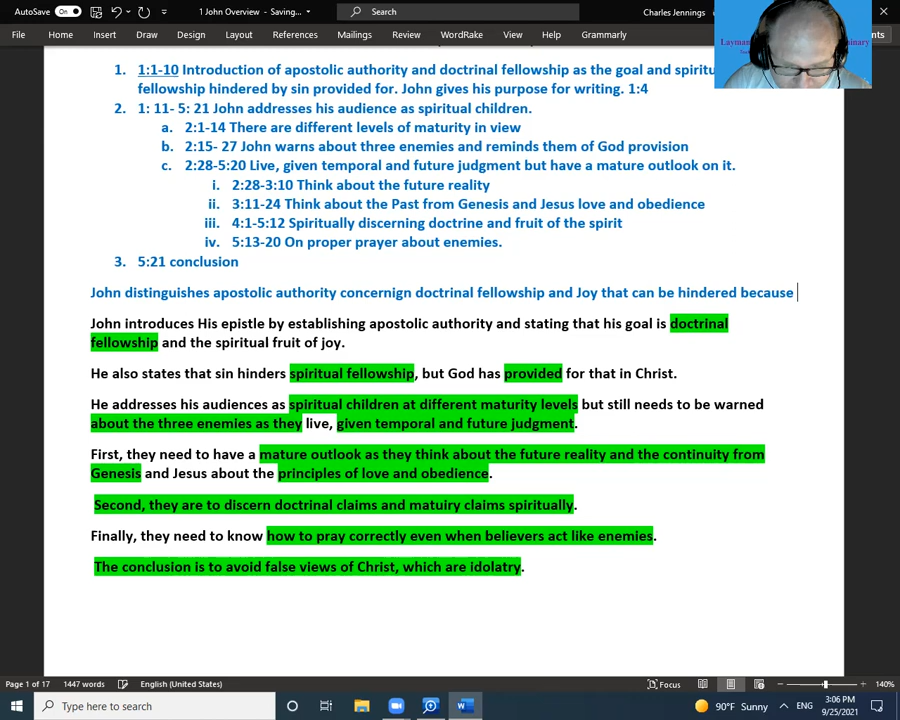 AutoSave On 1 John Overview - Saving... Search Charles Jennings
File Home Insert Draw Design Layout References Mailings Review WordRake View Help Grammarly
1. 1:1-10 Introduction of apostolic authority and doctrinal fellowship as the goal and
fellowship hindered by sin provided for. John gives his purpose for writing. 1:4
2. 1: 11- 5: 21 John addresses his audience as spiritual children.
a. 2:1-14 There are different levels of maturity in view
b. 2:15- 27 John warns about three enemies and reminds them of God provision
c. 2:28-5:20 Live, given temporal and future judgment but have a mature outlook on it.
i. 2:28-3:10 Think about the future reality
ii. 3:11-24 Think about the Past from Genesis and Jesus love and obedience
iii. 4:1-5:12 Spiritually discerning doctrine and fruit of the spirit
iv. 5:13-20 On proper prayer about enemies.
3. 5:21 conclusion
John distinguishes apostolic authority concernign doctrinal fellowship and Joy that can be hindered because
John introduces His epistle by establishing apostolic authority and stating that his goal is doctrinal
fellowship and the spiritual fruit of joy.
He also states that sin hinders spiritual fellowship, but God has provided for that in Christ.
He addresses his audiences as spiritual children at different maturity levels but still needs to be warned
about the three enemies as they live, given temporal and future judgment.
First, they need to have a mature outlook as they think about the future reality and the continuity from
Genesis and Jesus about the principles of love and obedience.
Second, they are to discern doctrinal claims and matuiry claims spiritually.
Finally, they need to know how to pray correctly even when believers act like enemies.
The conclusion is to avoid false views of Christ, which are idolatry.
Page 1 of 17 1447 words English (United States) Focus 140%
Type here to search 90°F Sunny ENG 3:06 PM
9/25/2021